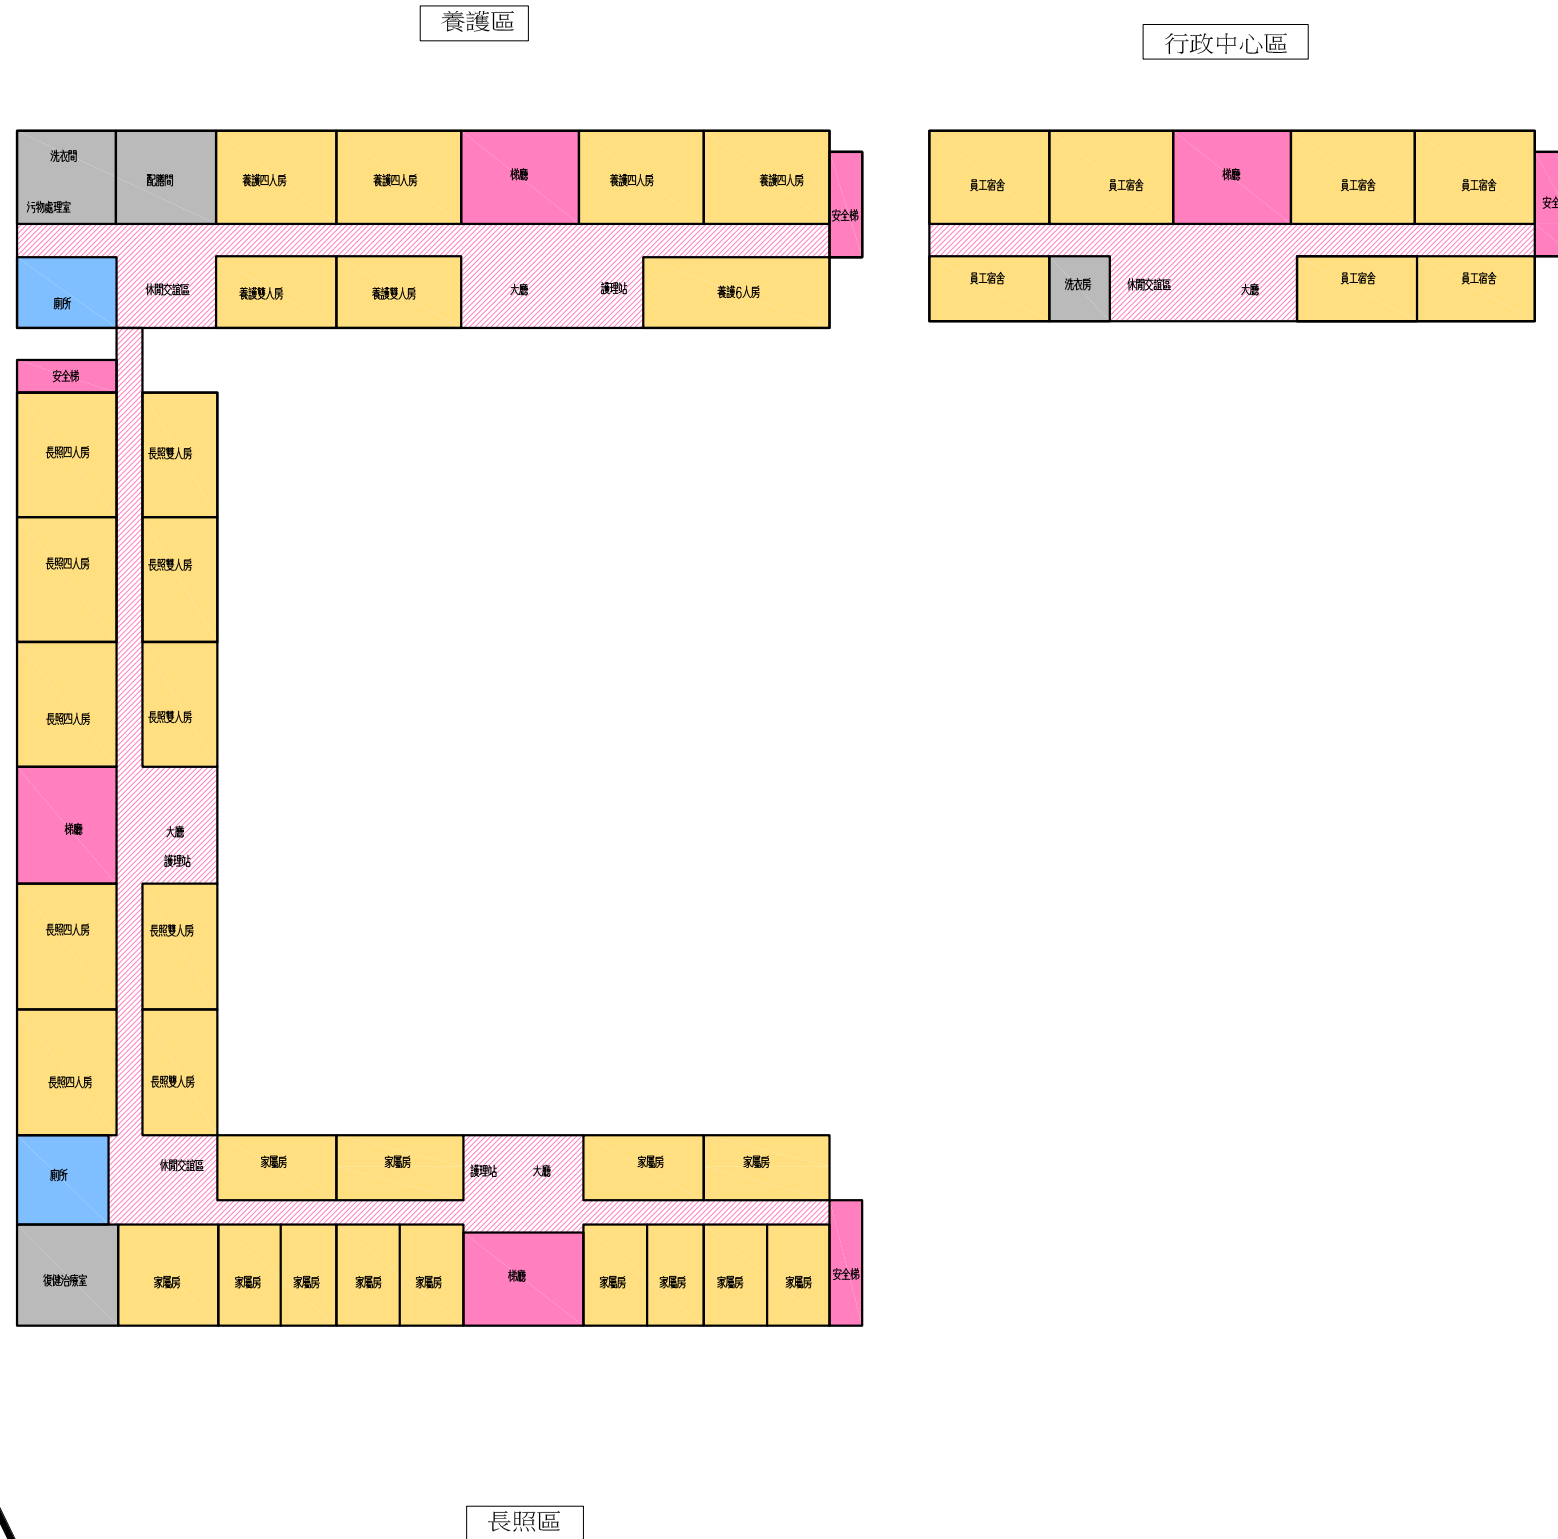 養護區
行政中心區
洗衣間
污物處理室
配膳間
養護四人房
養護四人房
梯廳
養護四人房
養護四人房
安全梯
廁所
休閒交誼區
養護雙人房
養護雙人房
大廳
護理站
養護6人房
員工宿舍
員工宿舍
梯廳
員工宿舍
員工宿舍
安全
員工宿舍
洗衣房
休閒交誼區
大廳
員工宿舍
員工宿舍
安全梯
長照四人房
長照雙人房
長照四人房
長照雙人房
長照四人房
長照雙人房
梯廳
大廳
護理站
長照四人房
長照雙人房
長照四人房
長照雙人房
廁所
休閒交誼區
家屬房
家屬房
護理站
大廳
家屬房
家屬房
復健治療室
家屬房
家屬房
家屬房
家屬房
家屬房
梯廳
家屬房
家屬房
家屬房
家屬房
安全梯
長照區